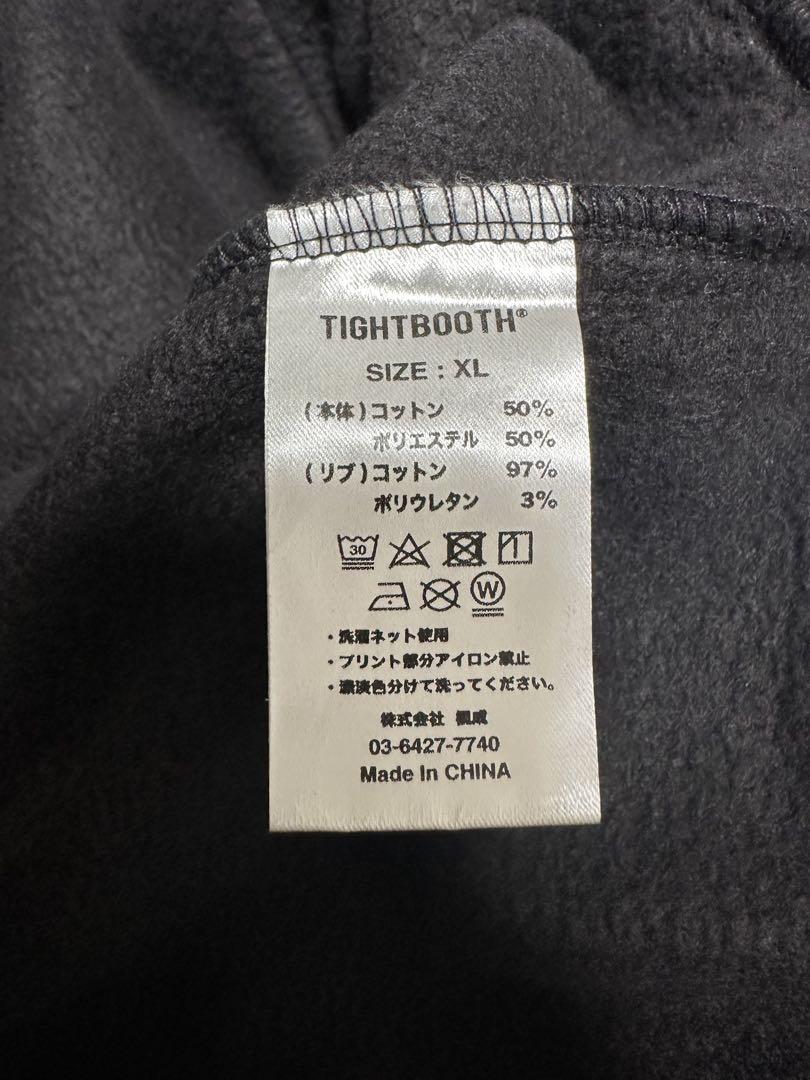 TIGHTBOOTH®
SIZE : XL
(本体)コットン 50%
ポリエステル 50%
(リブ)コットン 97%
ポリウレタン 3%
30
W
・洗濯ネット使用
・プリント部分アイロン禁止
・濃淡色分けて洗ってください。
株式会社
03-6427-7740
Made In CHINA